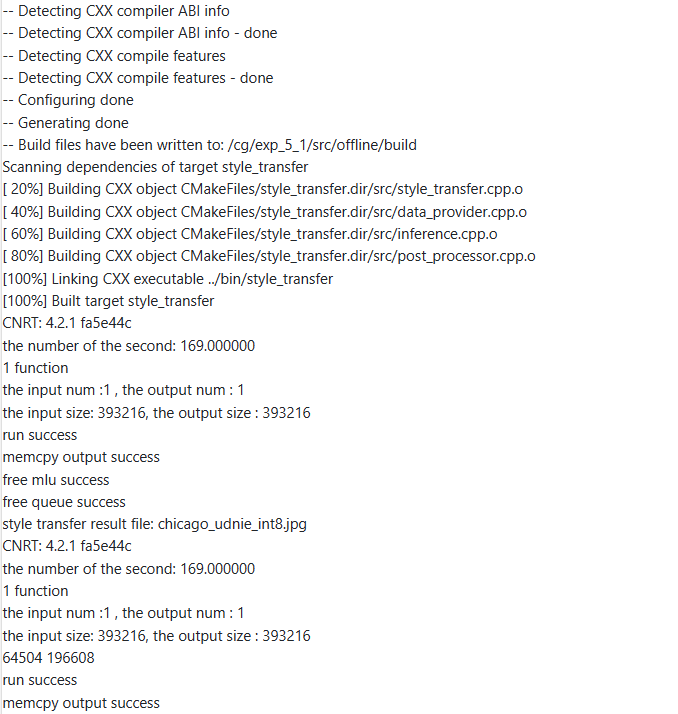 -- Detecting CXX compiler ABI info
-- Detecting CXX compiler ABI info - done
-- Detecting CXX compile features
-- Detecting CXX compile features - done
-- Configuring done
-- Generating done
-- Build files have been written to: /cg/exp_5_1/src/offline/build
Scanning dependencies of target style_transfer
[ 20%] Building CXX object CMakeFiles/style_transfer.dir/src/style_transfer.cpp.o
[ 40%] Building CXX object CMakeFiles/style_transfer.dir/src/data_provider.cpp.o
[ 60%] Building CXX object CMakeFiles/style_transfer.dir/src/inference.cpp.o
[ 80%] Building CXX object CMakeFiles/style_transfer.dir/src/post_processor.cpp.o
[100%] Linking CXX executable ../bin/style_transfer
[100%] Built target style_transfer
CNRT: 4.2.1 fa5e44c
the number of the second: 169.000000
1 function
the input num :1 , the output num : 1
the input size: 393216, the output size : 393216
run success
memcpy output success
free mlu success
free queue success
style transfer result file: chicago_udnie_int8.jpg
CNRT: 4.2.1 fa5e44c
the number of the second: 169.000000
1 function
the input num :1 , the output num : 1
the input size: 393216, the output size : 393216
64504 196608
run success
memcpy output success